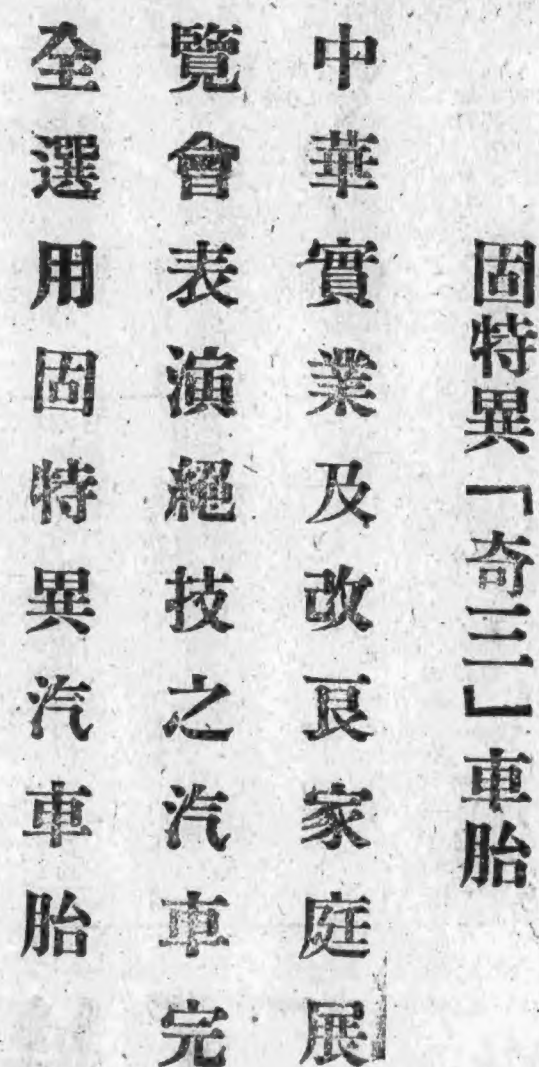 固特異「奇三」車胎
中華實業及改良家庭展
覽會表演繩技之汽車完
全選用固特異汽車胎